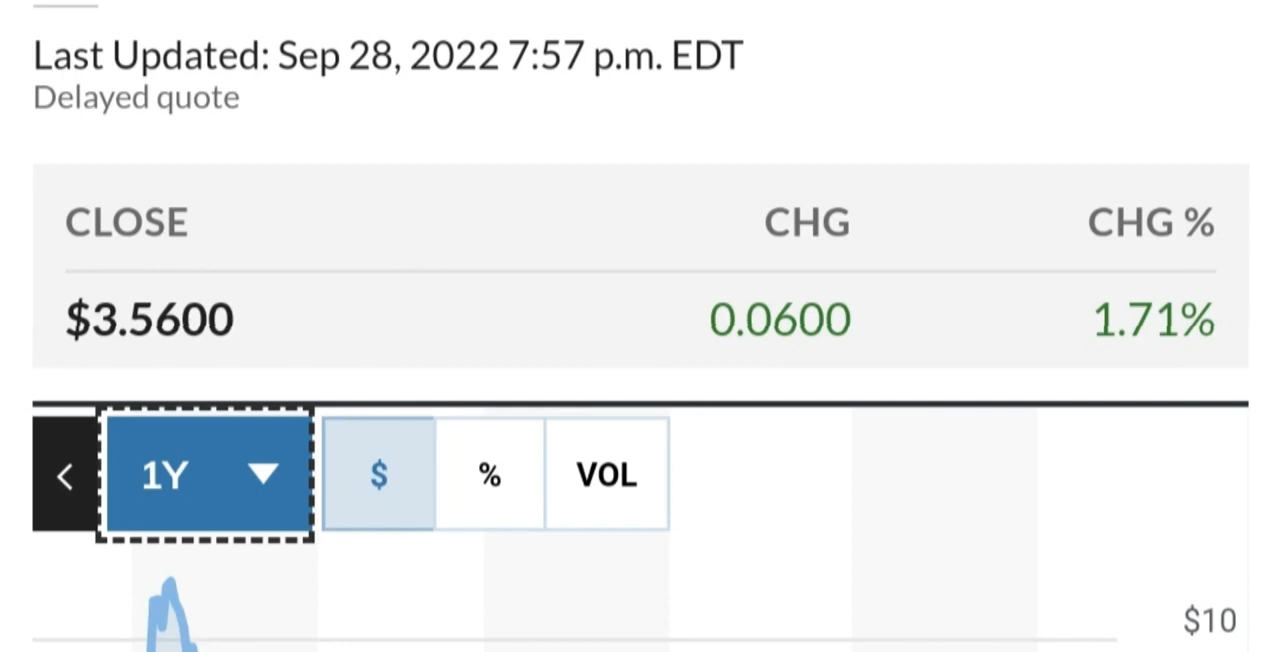 Last Updated: Sep 28, 2022 7:57 p.m. EDT
Delayed quote
CLOSE CHG CHG %
$3.5600 0.0600 1.71%
1Y $ % VOL
$10